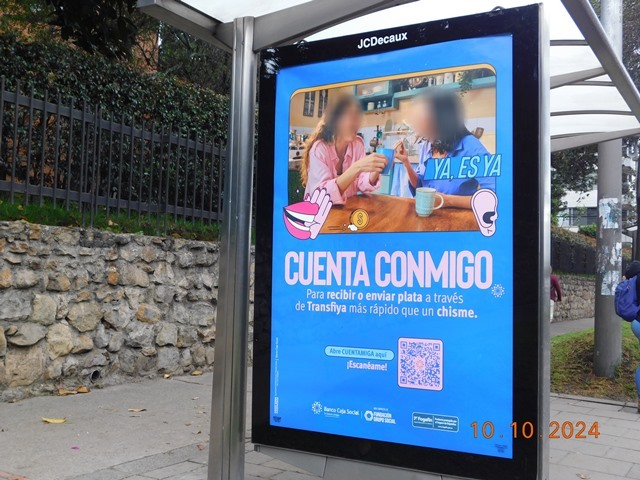 JCDecaux
YA, ES YA
$
CUENTA CONMIGO
Para recibir o enviar plata a través
de Transfiya más rápido que un chisme.
Abre CUENTAMIGA aquí
¡Escanéame!
Banco Caja Social
FUNDACIÓN
GRUPO SOCIAL
10 10 2024